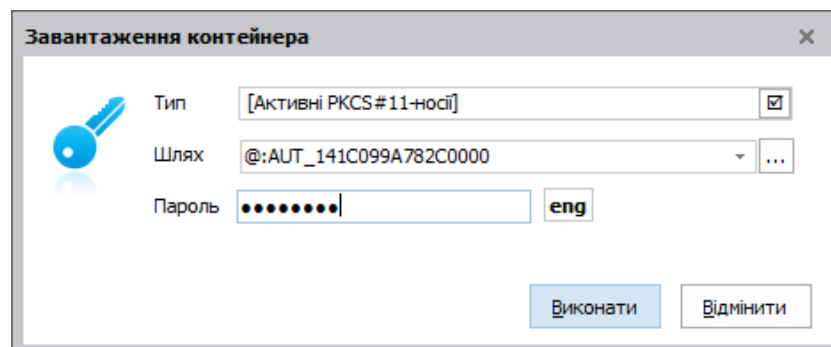 Завантаження контейнера
Тип [Активні PKCS#11-носії]
Шлях @:AUT_141C099A782C0000 ...
Пароль ●●●●●●●● eng
Виконати Відмінити